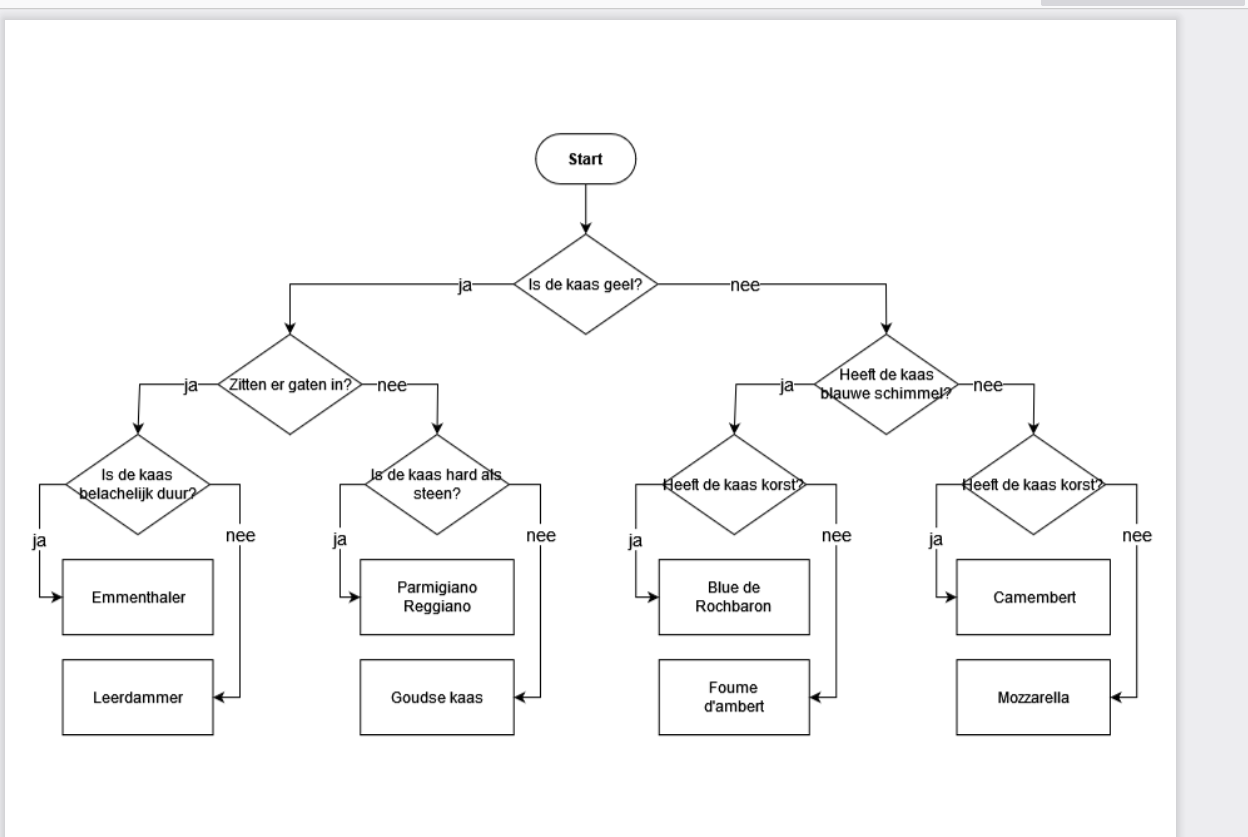 Start
Is de kaas geel?
ja
nee
Zitten er gaten in?
ja
nee
Heeft de kaas
blauwe schimmel?
ja
nee
Is de kaas
belachelijk duur?
ja
nee
Is de kaas hard als
steen?
ja
nee
Heeft de kaas korst?
ja
nee
Heeft de kaas korst?
ja
nee
Emmenthaler
Parmigiano
Reggiano
Blue de
Rochbaron
Camembert
Leerdammer
Goudse kaas
Foume
d'ambert
Mozzarella